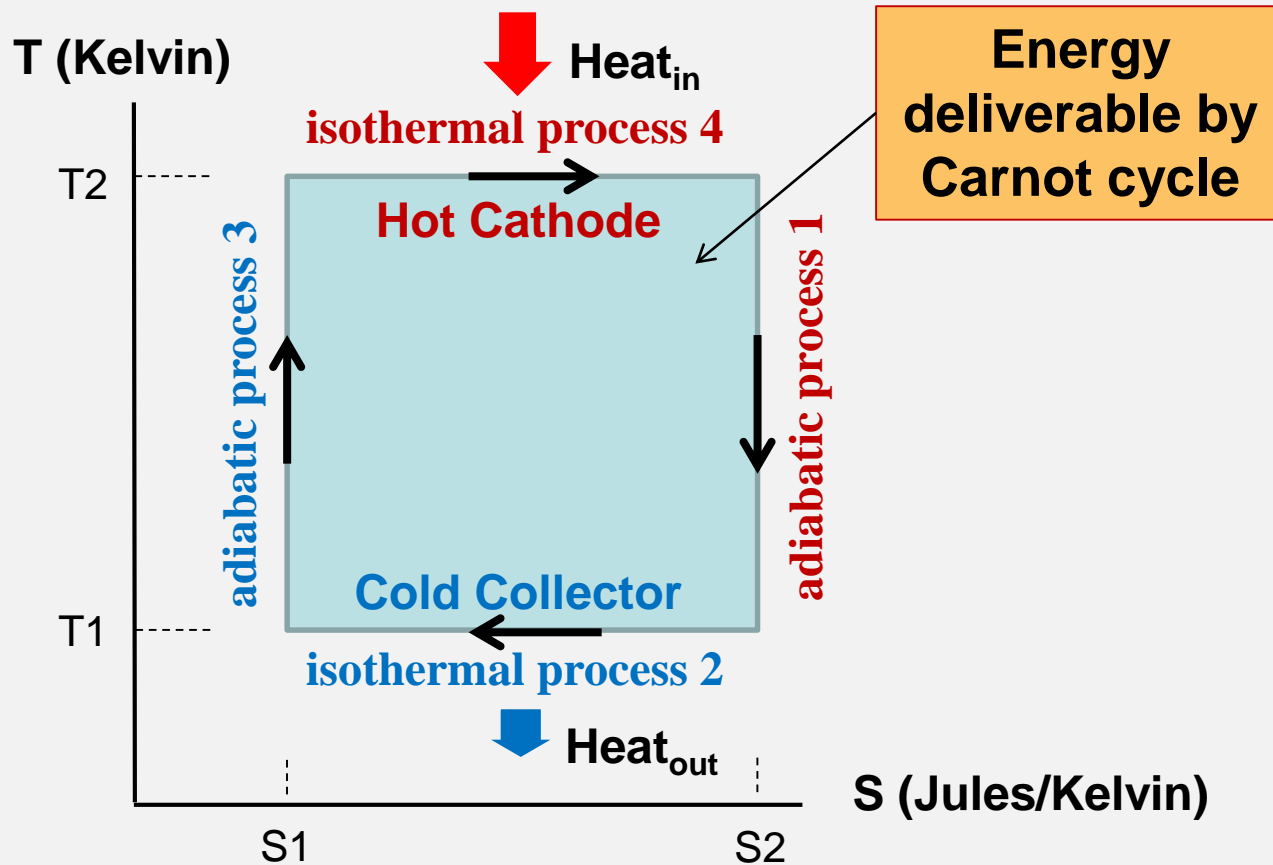 T (Kelvin)
Heatin
Energy
deliverable by
Carnot cycle
isothermal process 4
T2
Hot Cathode
adiabatic process 3
adiabatic process 1
Cold Collector
T1
isothermal process 2
Heatout
S (Jules/Kelvin)
S1
S2